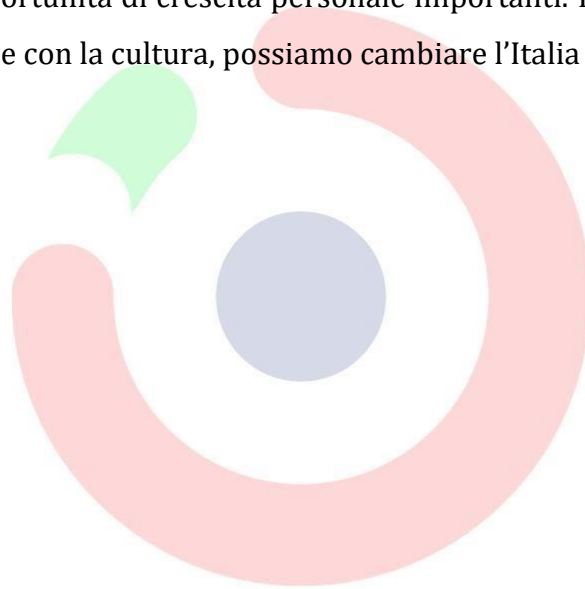 ortunità di crescita personale importanti.
e con la cultura, possiamo cambiare l’Italia